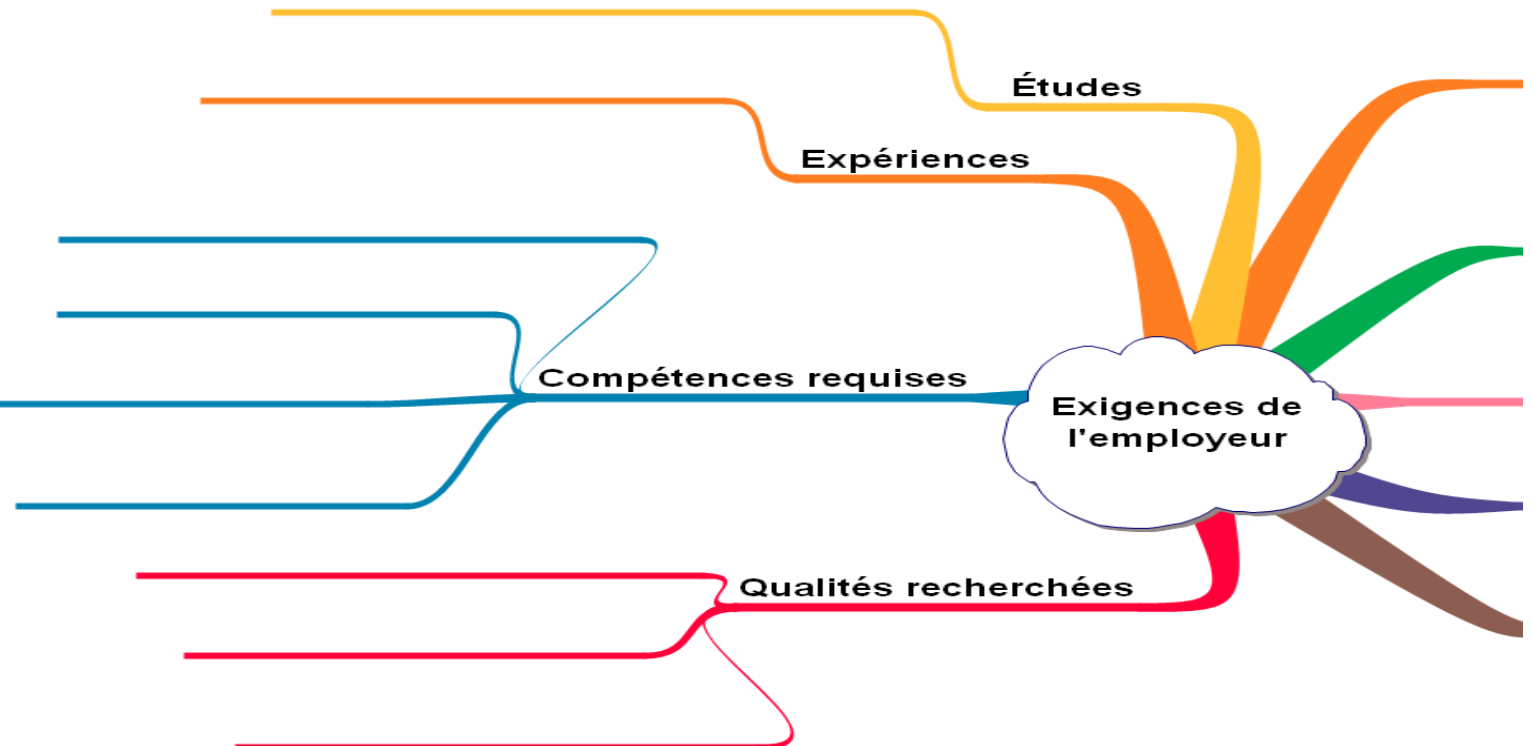 Études
Expériences
Compétences requises
Exigences de
l'employeur
Qualités recherchées